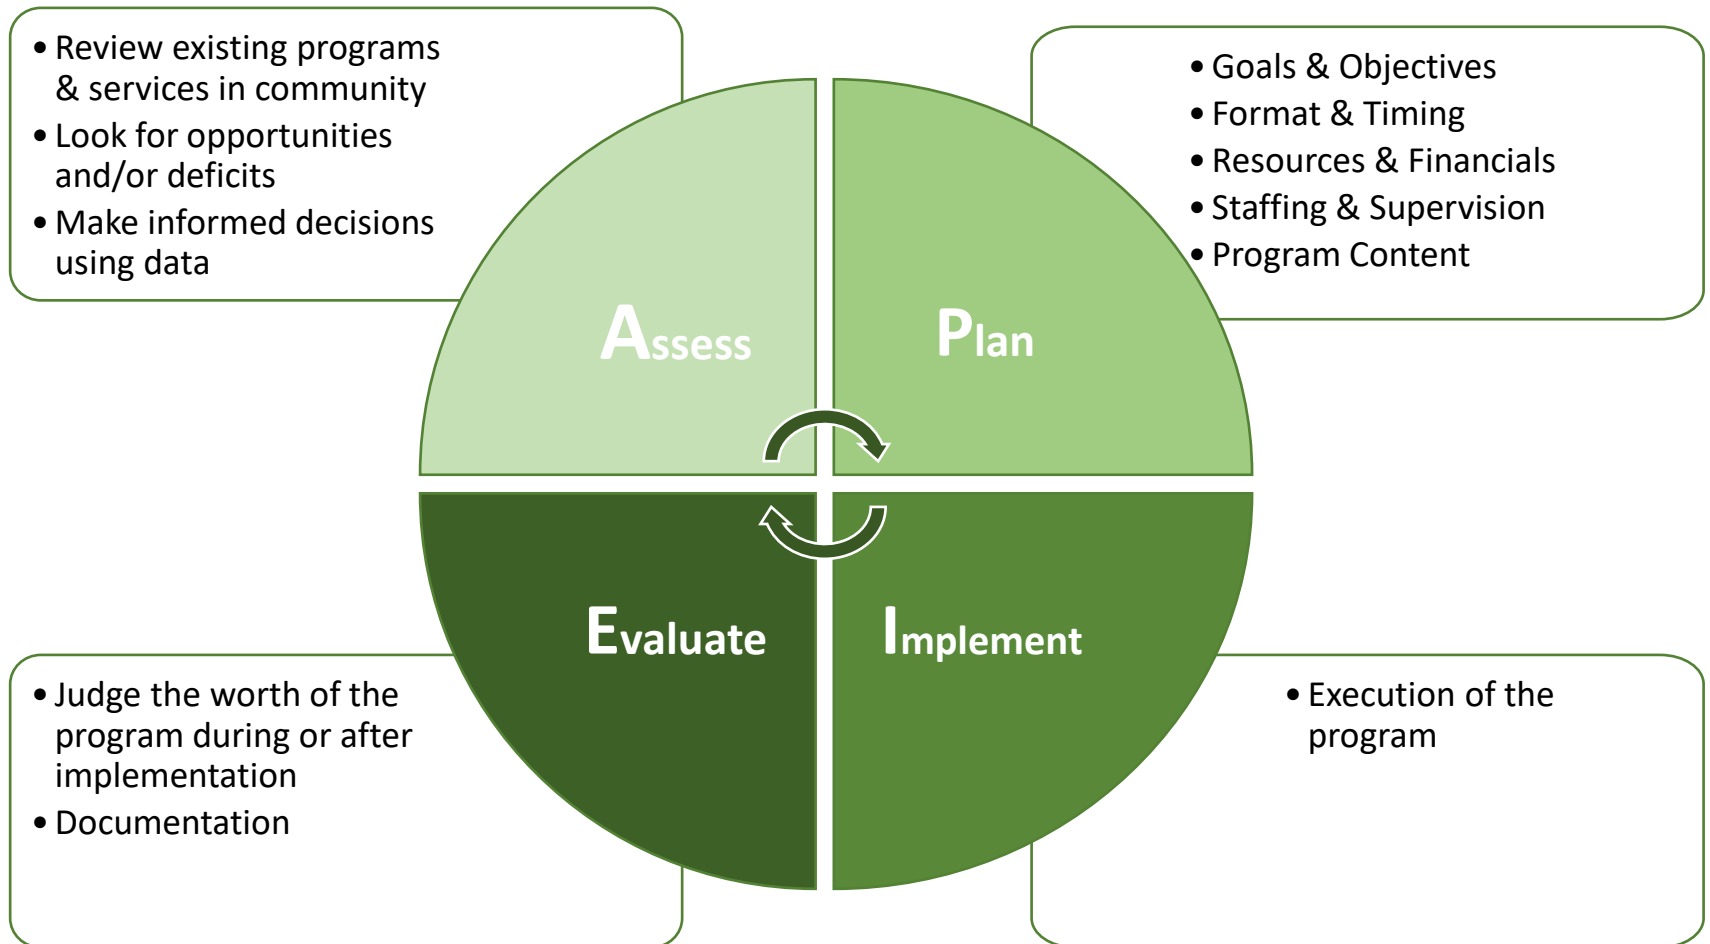 • Review existing programs
& services in community
• Look for opportunities
and/or deficits
• Make informed decisions
using data
• Goals & Objectives
• Format & Timing
• Resources & Financials
• Staffing & Supervision
• Program Content
Assess
Plan
Evaluate
Implement
• Judge the worth of the
program during or after
implementation
• Documentation
• Execution of the
program